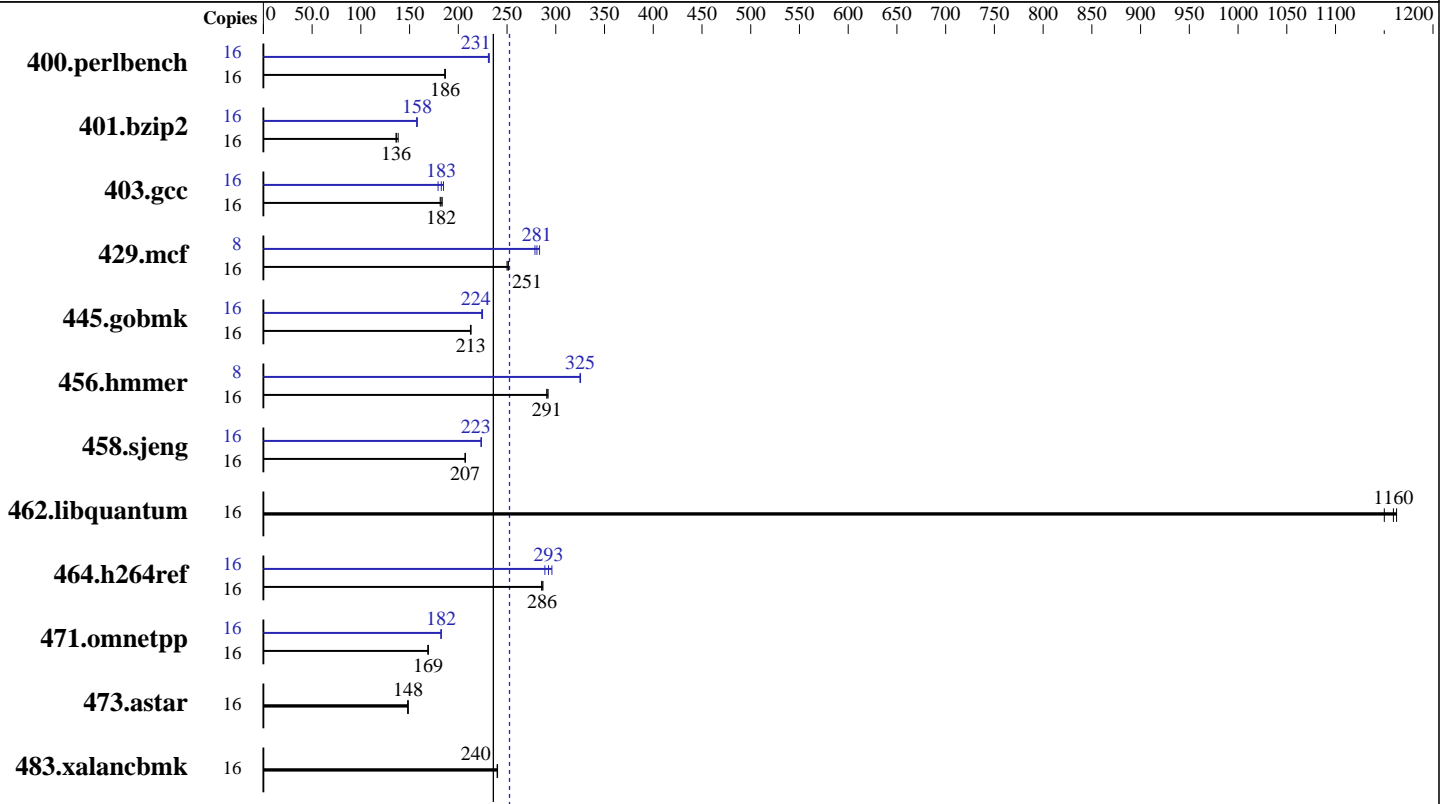 Copies 0 50.0 100 150 200 250 300 350 400 450 500 550 600 650 700 750 800 850 900 950 1000 1050 1100 1200
400.perlbench 16 231
16 186
401.bzip2 16 158
16 136
403.gcc 16 183
16 182
429.mcf 8 281
16 251
445.gobmk 16 224
16 213
456.hmmer 8 325
16 291
458.sjeng 16 223
16 207
462.libquantum 16 1160
464.h264ref 16 293
16 286
471.omnetpp 16 182
16 169
473.astar 16 148
483.xalancbmk 16 240